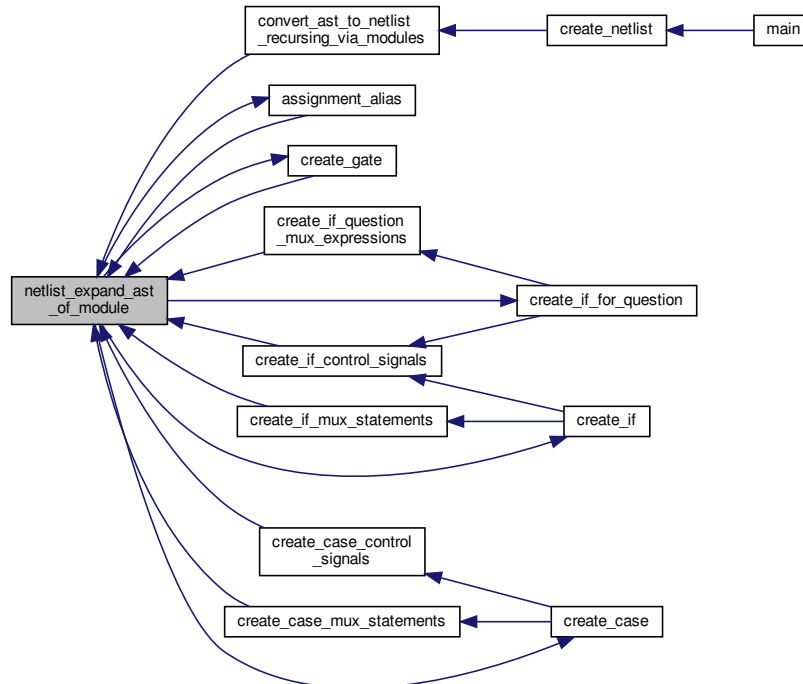 convert_ast_to_netlist
_recursing_via_modules
create_netlist
main
assignment_alias
create_gate
create_if_question
_mux_expressions
netlist_expand_ast
_of_module
create_if_for_question
create_if_control_signals
create_if_mux_statements
create_if
create_case_control
_signals
create_case_mux_statements
create_case